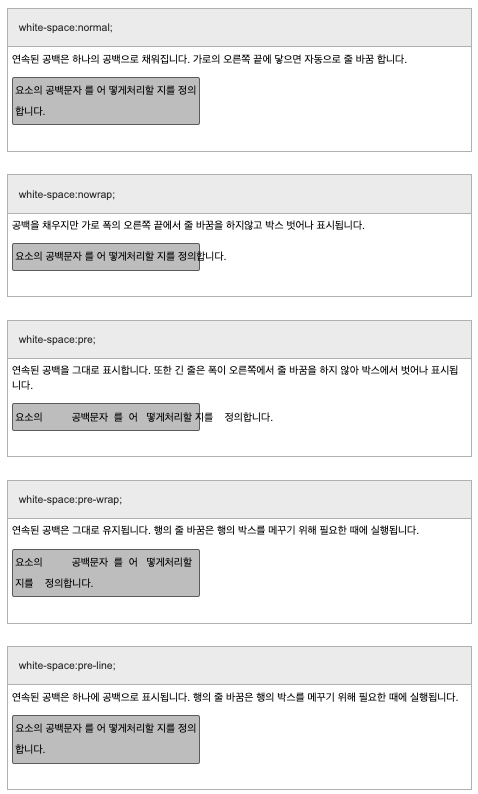 white-space:normal;
연속된 공백은 하나의 공백으로 채워집니다. 가로의 오른쪽 끝에 닿으면 자동으로 줄 바꿈 합니다.
요소의 공백문자 를 어 떻게처리할 지를 정의
합니다.
white-space:nowrap;
공백을 채우지만 가로 폭의 오른쪽 끝에서 줄 바꿈을 하지않고 박스 벗어나 표시됩니다.
요소의 공백문자 를 어 떻게처리할 지를 정의합니다.
white-space:pre;
연속된 공백을 그대로 표시합니다. 또한 긴 줄은 폭이 오른쪽에서 줄 바꿈을 하지 않아 박스에서 벗어나 표시됩
니다.
요소의     공백문자  를  어   떻게처리할 지를    정의합니다.
white-space:pre-wrap;
연속된 공백은 그대로 유지됩니다. 행의 줄 바꿈은 행의 박스를 메꾸기 위해 필요한 때에 실행됩니다.
요소의     공백문자  를  어   떻게처리할
지를    정의합니다.
white-space:pre-line;
연속된 공백은 하나에 공백으로 표시됩니다. 행의 줄 바꿈은 행의 박스를 메꾸기 위해 필요한 때에 실행됩니다.
요소의 공백문자 를 어 떻게처리할 지를 정의
합니다.